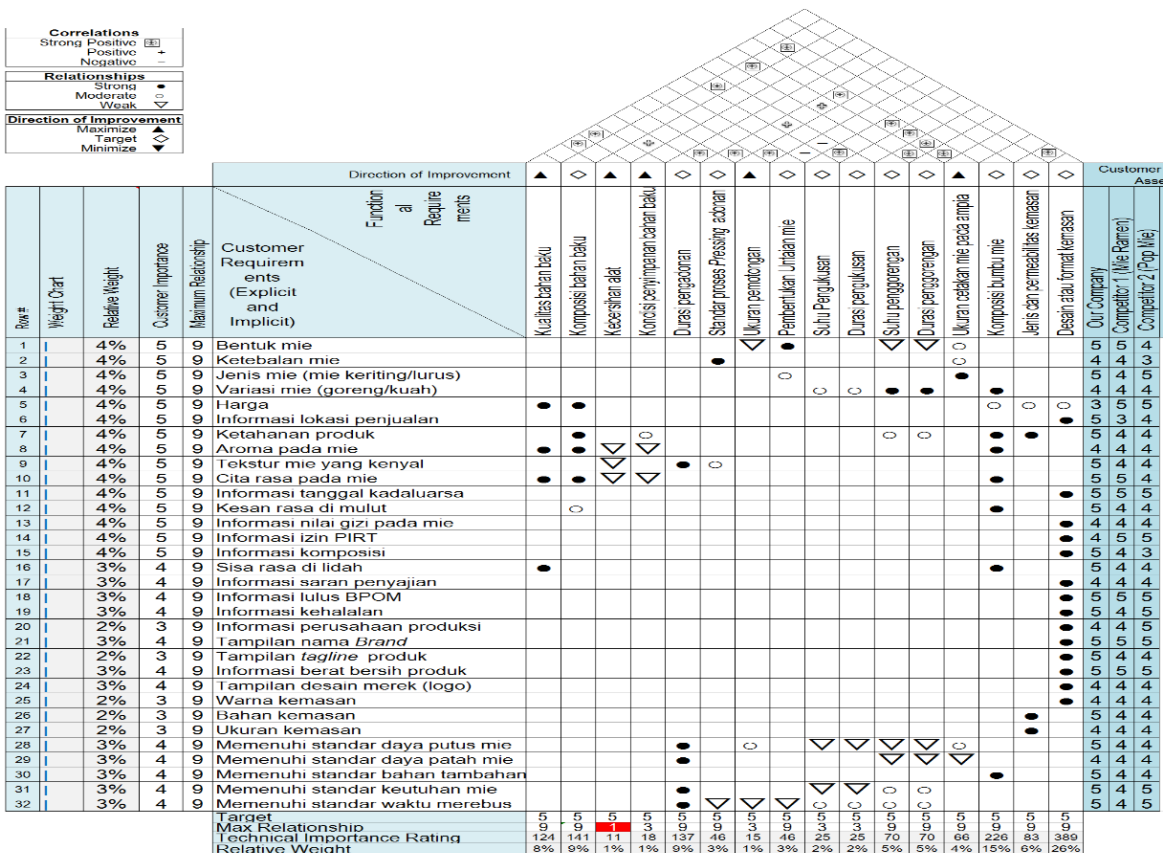 Correlations
Strong Positive
Positive +
Negative −
Relationships
Strong ●
Moderate ○
Weak ▽
Direction of Improvement
Maximize ▲
Target ◇
Minimize ▼
Direction of Improvement ▲ ◇ ▲ ▲ ◇ ◇ ▲ ◇ ◇ ◇ ◇ ◇ ▲ ◇ ◇ ◇
Customer
Asse
Row #
Weight Chart
Relative Weight
Customer Importance
Maximum Relationship
Customer
Requirem
ents
(Explicit
and
Implicit)
Function
al
Require
ments
Kualitas bahan baku
Komposisi bahan baku
Kebersihan alat
Kondisi penyimpanan bahan baku
Durasi pengadonan
Standar proses Pressing adonan
Ukuran pemotongan
Pembentukan Untaian mie
Suhu Pengukusan
Durasi pengukusan
Suhu penggorengan
Durasi penggorengan
Ukuran cetakan mie pada ampia
Komposisi bumbu mie
Jenis dan permeabilitas kemasan
Desain atau format kemasan
Our Company
Competitor 1 (Mie Ramen)
Competitor 2 (Pop Mie)
1 4% 5 9 Bentuk mie ▽ ● ▽ ▽ ○ 5 5 4
2 4% 5 9 Ketebalan mie ● ○ 4 4 3
3 4% 5 9 Jenis mie (mie keriting/lurus) ○ ● 5 4 5
4 4% 5 9 Variasi mie (goreng/kuah) ○ ○ ● ● ● 4 4 4
5 4% 5 9 Harga ● ● ○ ○ ○ 3 5 5
6 4% 5 9 Informasi lokasi penjualan ● 5 3 4
7 4% 5 9 Ketahanan produk ● ○ ○ ○ ● ● 5 4 4
8 4% 5 9 Aroma pada mie ● ● ▽ ▽ ● 4 4 4
9 4% 5 9 Tekstur mie yang kenyal ▽ ● ○ 5 4 4
10 4% 5 9 Cita rasa pada mie ● ● ▽ ▽ ● 5 5 4
11 4% 5 9 Informasi tanggal kadaluarsa ● 5 5 5
12 4% 5 9 Kesan rasa di mulut ○ ● 5 4 4
13 4% 5 9 Informasi nilai gizi pada mie ● 4 4 4
14 4% 5 9 Informasi izin PIRT ● 4 5 5
15 4% 5 9 Informasi komposisi ● 5 4 3
16 3% 4 9 Sisa rasa di lidah ● ● 5 4 4
17 3% 4 9 Informasi saran penyajian ● 4 4 4
18 3% 4 9 Informasi lulus BPOM ● 5 5 5
19 3% 4 9 Informasi kehalalan ● 5 4 5
20 2% 3 9 Informasi perusahaan produksi ● 4 4 5
21 3% 4 9 Tampilan nama Brand ● 5 5 5
22 2% 3 9 Tampilan tagline produk ● 5 4 4
23 3% 4 9 Informasi berat bersih produk ● 5 5 5
24 3% 4 9 Tampilan desain merek (logo) ● 4 4 4
25 2% 3 9 Warna kemasan ● 4 4 4
26 2% 3 9 Bahan kemasan ● 5 4 4
27 2% 3 9 Ukuran kemasan ● 4 4 4
28 3% 4 9 Memenuhi standar daya putus mie ● ○ ▽ ▽ ▽ ▽ ○ 5 4 4
29 3% 4 9 Memenuhi standar daya patah mie ● ▽ ▽ ▽ 5 4 4
30 3% 4 9 Memenuhi standar bahan tambahan ● 5 4 4
31 3% 4 9 Memenuhi standar keutuhan mie ● ▽ ▽ ○ ○ 5 4 5
32 3% 4 9 Memenuhi standar waktu merebus ● ▽ ▽ ▽ ○ ○ ○ ○ 5 4 5
Target 5 5 5 5 5 5 5 5 5 5 5 5 5 5 5 5
Max Relationship 9 9 1 3 9 9 3 9 3 3 9 9 9 9 9 9
Technical Importance Rating 124 141 11 18 137 46 15 46 25 25 70 70 66 226 83 389
Relative Weight 8% 9% 1% 1% 9% 3% 1% 3% 2% 2% 5% 5% 4% 15% 6% 26%